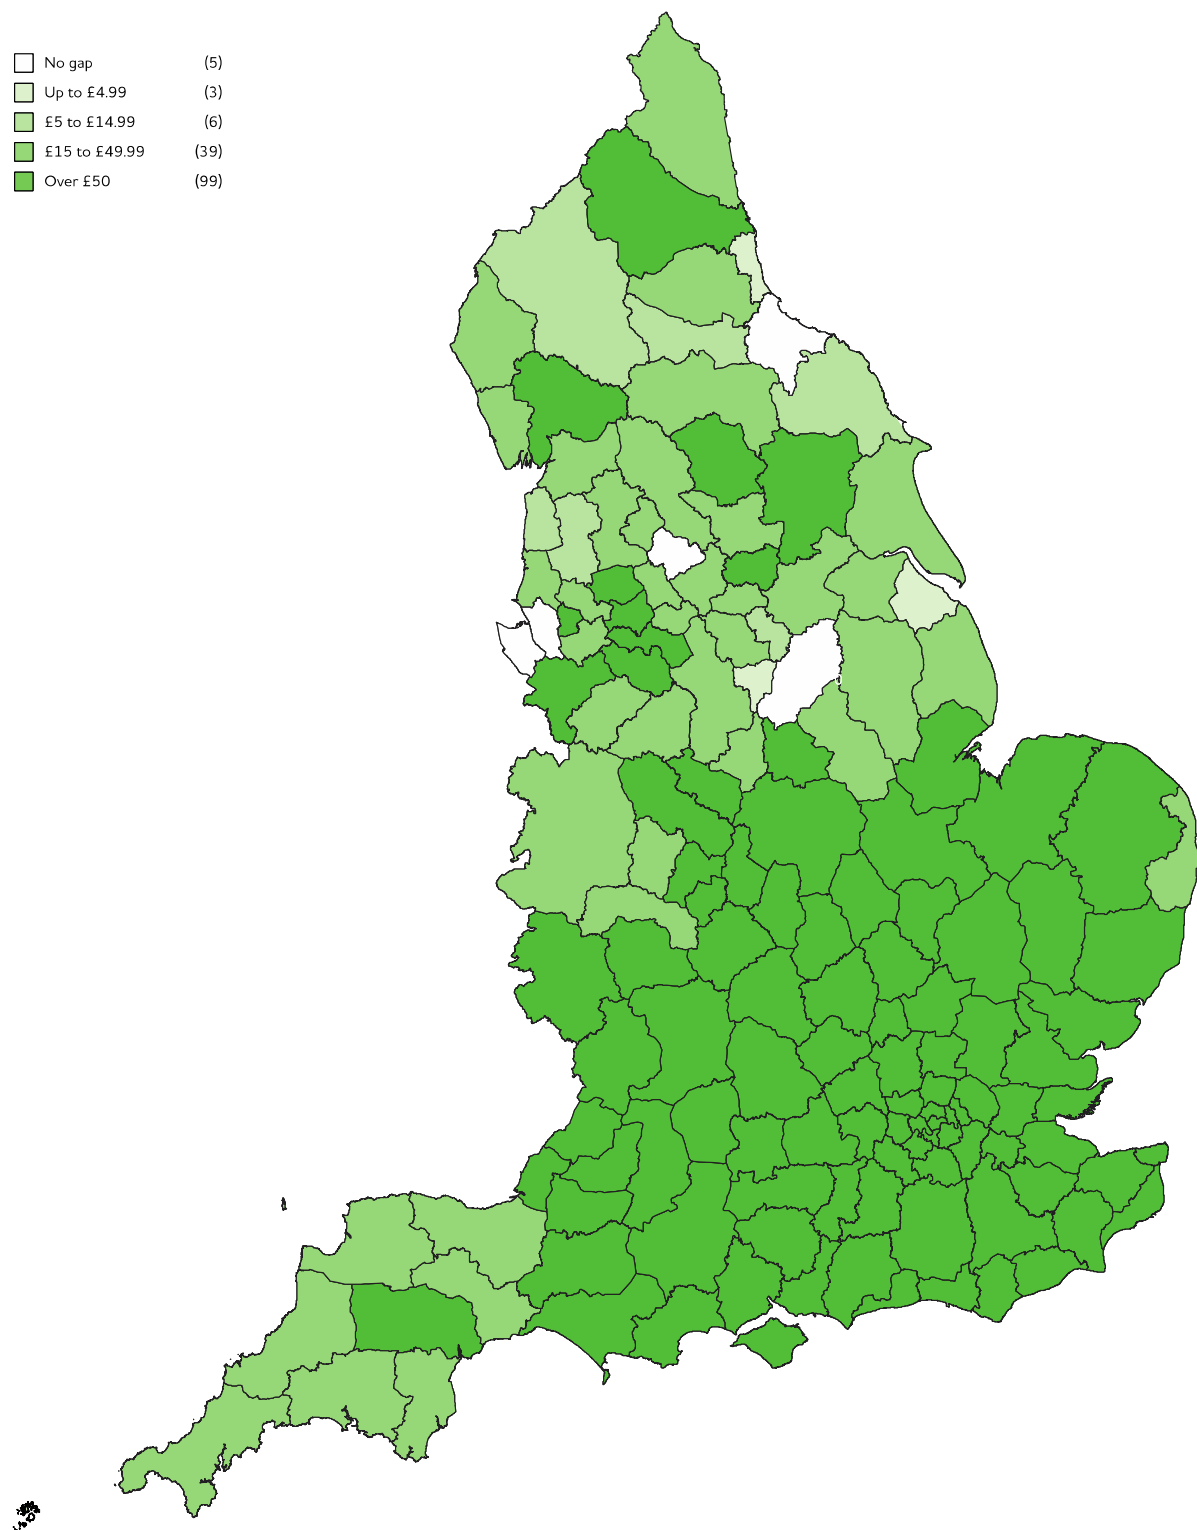 No gap (5)
Up to £4.99 (3)
£5 to £14.99 (6)
£15 to £49.99 (39)
Over £50 (99)